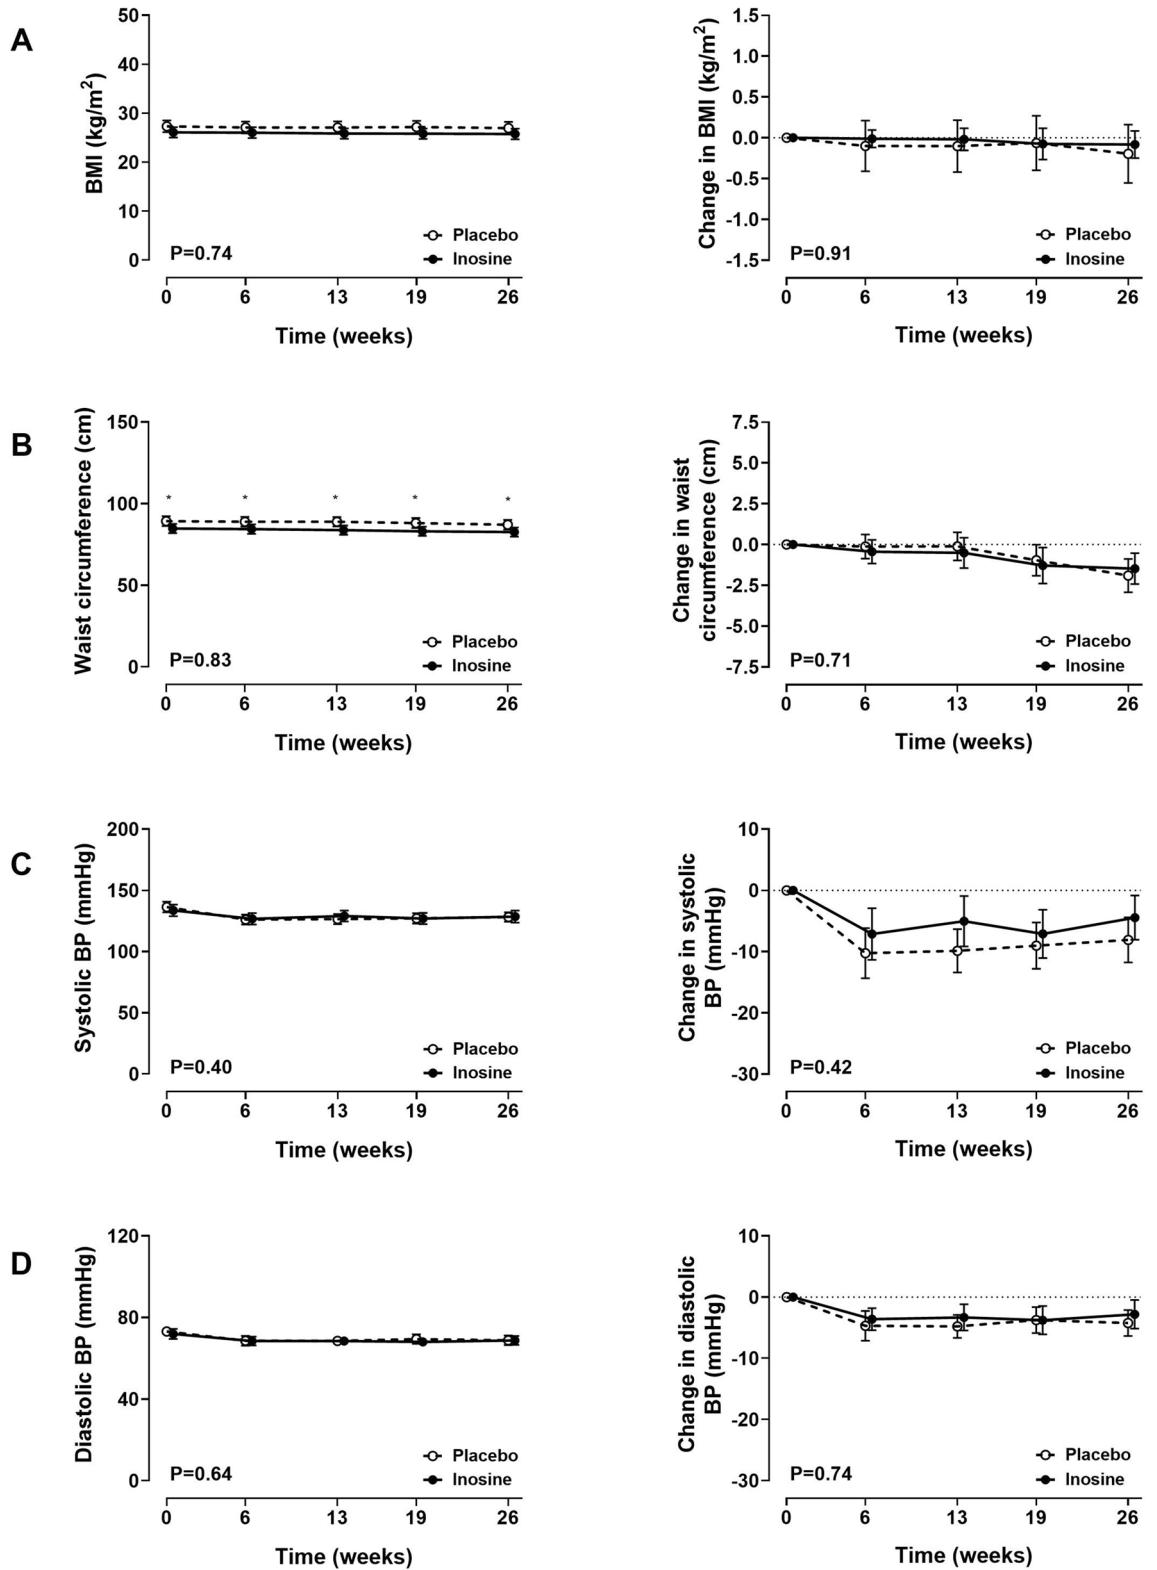 A
BMI (kg/m2)
50
40
30
20
10
0
P=0.74
Placebo
Inosine
0 6 13 19 26
Time (weeks)
Change in BMI (kg/m2)
1.5
1.0
0.5
0.0
-0.5
-1.0
-1.5
P=0.91
Placebo
Inosine
0 6 13 19 26
Time (weeks)
B
Waist circumference (cm)
150
100
50
0
* * * * *
P=0.83
Placebo
Inosine
0 6 13 19 26
Time (weeks)
Change in waist
circumference (cm)
7.5
5.0
2.5
0.0
-2.5
-5.0
-7.5
P=0.71
Placebo
Inosine
0 6 13 19 26
Time (weeks)
C
Systolic BP (mmHg)
200
150
100
50
0
P=0.40
Placebo
Inosine
0 6 13 19 26
Time (weeks)
Change in systolic
BP (mmHg)
10
0
-10
-20
-30
P=0.42
Placebo
Inosine
0 6 13 19 26
Time (weeks)
D
Diastolic BP (mmHg)
120
80
40
0
P=0.64
Placebo
Inosine
0 6 13 19 26
Time (weeks)
Change in diastolic
BP (mmHg)
10
0
-10
-20
-30
P=0.74
Placebo
Inosine
0 6 13 19 26
Time (weeks)